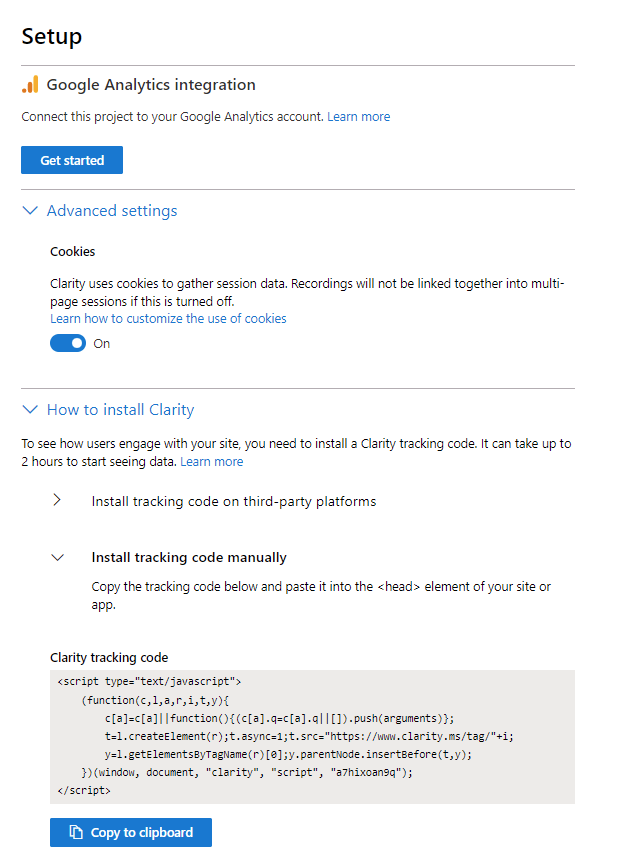 Setup
Google Analytics integration
Connect this project to your Google Analytics account. Learn more
Get started
Advanced settings
Cookies
Clarity uses cookies to gather session data. Recordings will not be linked together into multi-
page sessions if this is turned off.
Learn how to customize the use of cookies
On
How to install Clarity
To see how users engage with your site, you need to install a Clarity tracking code. It can take up to
2 hours to start seeing data. Learn more
Install tracking code on third-party platforms
Install tracking code manually
Copy the tracking code below and paste it into the <head> element of your site or
app.
Clarity tracking code
<script type="text/javascript">
    (function(c,l,a,r,i,t,y){
        c[a]=c[a]||function(){(c[a].q=c[a].q||[]).push(arguments)};
        t=l.createElement(r);t.async=1;t.src="https://www.clarity.ms/tag/"+i;
        y=l.getElementsByTagName(r)[0];y.parentNode.insertBefore(t,y);
    })(window, document, "clarity", "script", "a7hixoan9q");
</script>
Copy to clipboard